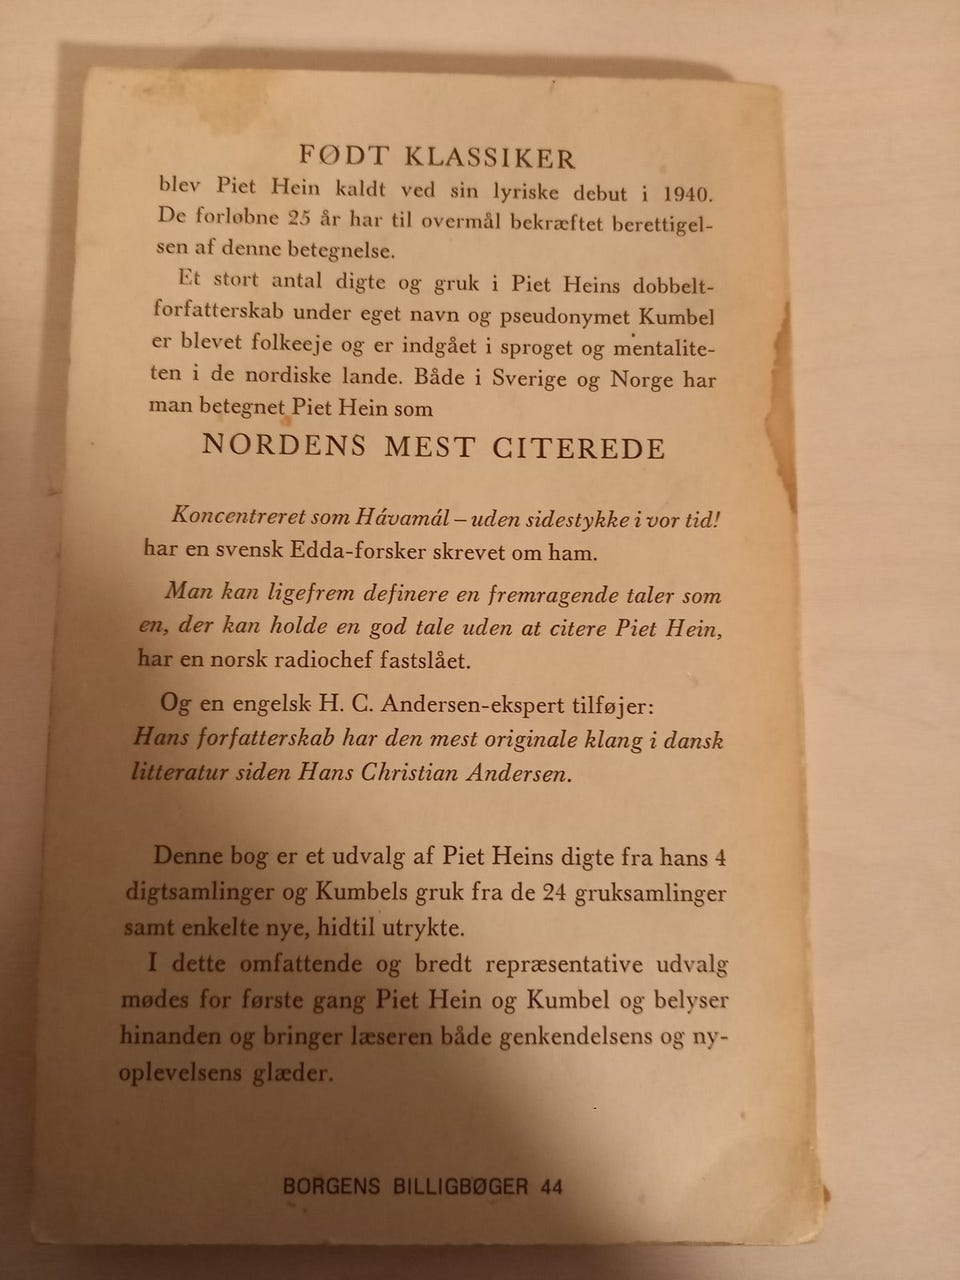 FØDT KLASSIKER
blev Piet Hein kaldt ved sin lyriske debut i 1940.
De forløbne 25 år har til overmål bekræftet berettigel-
sen af denne betegnelse.
Et stort antal digte og gruk i Piet Heins dobbelt-
forfatterskab under eget navn og pseudonymet Kumbel
er blevet folkeeje og er indgået i sproget og mentalite-
ten i de nordiske lande. Både i Sverige og Norge har
man betegnet Piet Hein som
NORDENS MEST CITEREDE
Koncentreret som Hávamál – uden sidestykke i vor tid!
har en svensk Edda-forsker skrevet om ham.
Man kan ligefrem definere en fremragende taler som
en, der kan holde en god tale uden at citere Piet Hein,
har en norsk radiochef fastslået.
Og en engelsk H. C. Andersen-ekspert tilføjer:
Hans forfatterskab har den mest originale klang i dansk
litteratur siden Hans Christian Andersen.
Denne bog er et udvalg af Piet Heins digte fra hans 4
digtsamlinger og Kumbels gruk fra de 24 gruksamlinger
samt enkelte nye, hidtil utrykte.
I dette omfattende og bredt repræsentative udvalg
mødes for første gang Piet Hein og Kumbel og belyser
hinanden og bringer læseren både genkendelsens og ny-
oplevelsens glæder.
BORGENS BILLIGBØGER 44